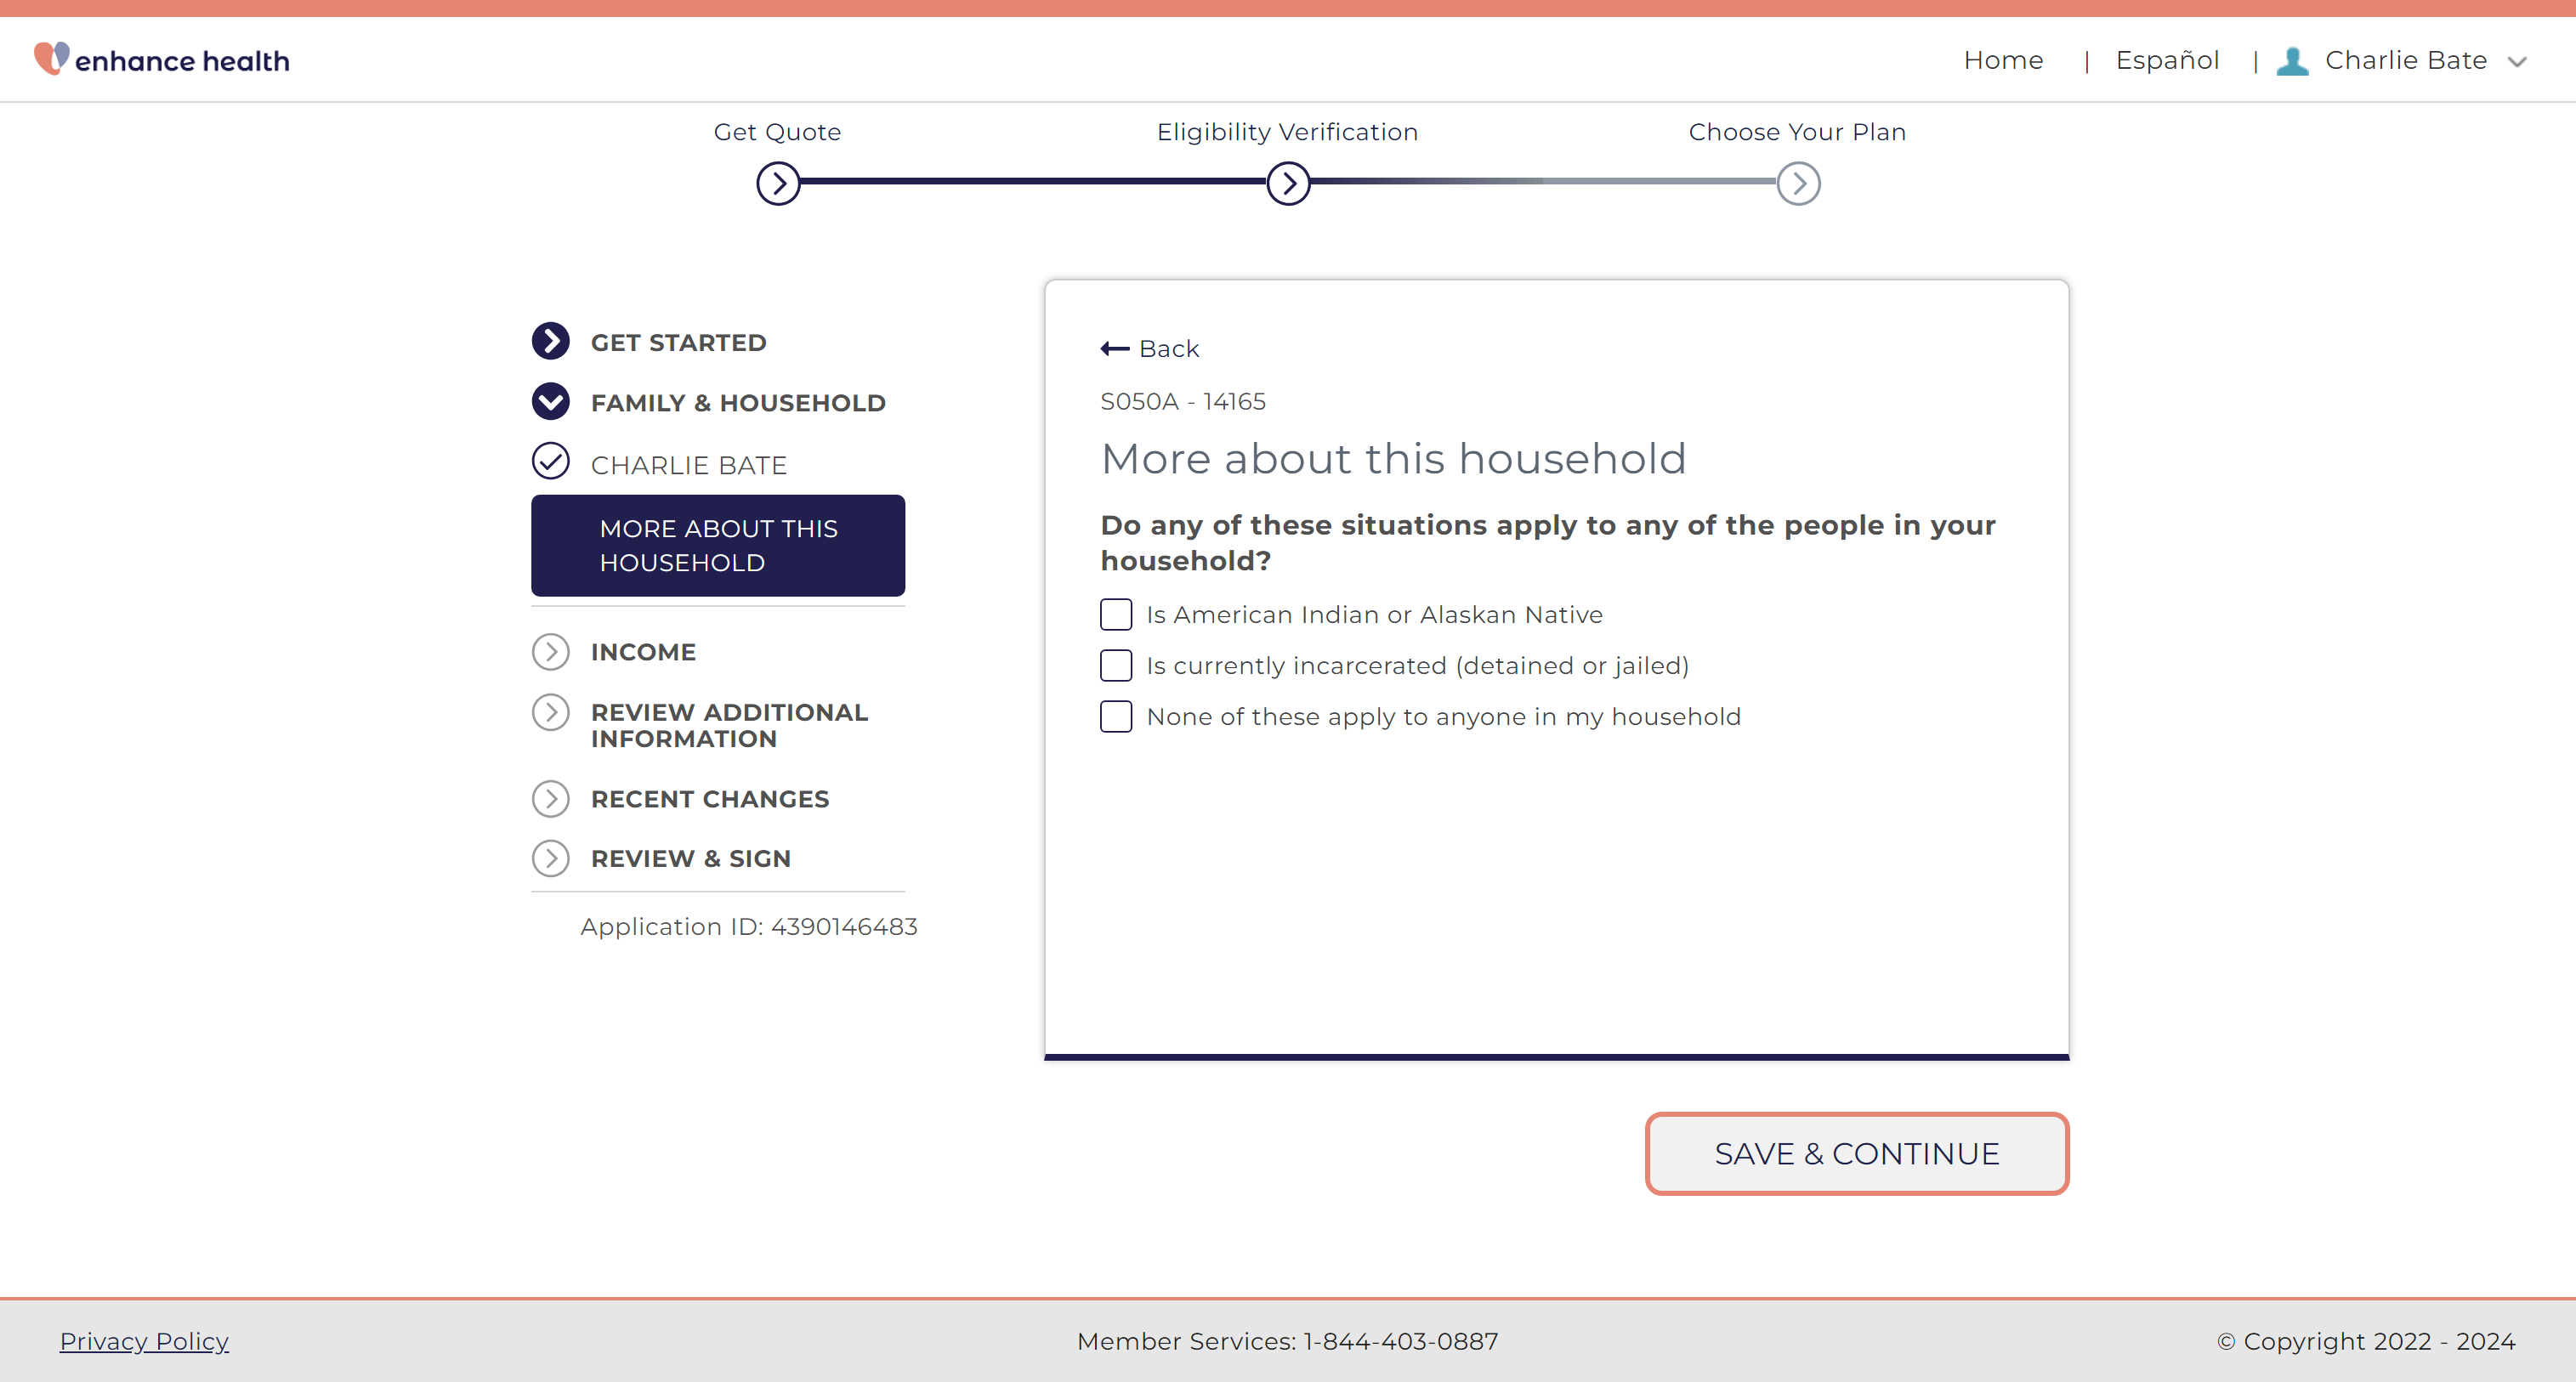 enhance health
Home | Español | Charlie Bate
Get Quote
Eligibility Verification
Choose Your Plan
GET STARTED
FAMILY & HOUSEHOLD
CHARLIE BATE
MORE ABOUT THIS
HOUSEHOLD
INCOME
REVIEW ADDITIONAL
INFORMATION
RECENT CHANGES
REVIEW & SIGN
Application ID: 4390146483
Back
S050A - 14165
More about this household
Do any of these situations apply to any of the people in your
household?
Is American Indian or Alaskan Native
Is currently incarcerated (detained or jailed)
None of these apply to anyone in my household
SAVE & CONTINUE
Privacy Policy
Member Services: 1-844-403-0887
© Copyright 2022 - 2024